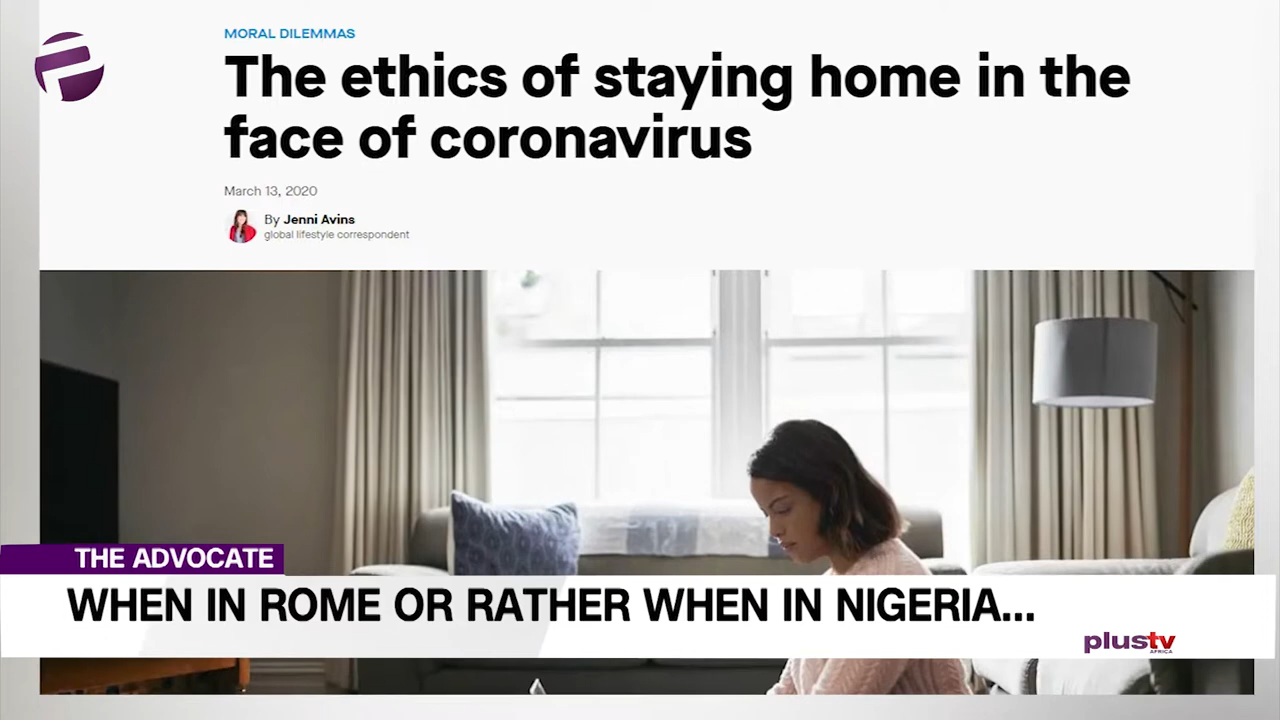 MORAL DILEMMAS
The ethics of staying home in the
face of coronavirus
March 13, 2020
By Jenni Avins
global lifestyle correspondent
THE ADVOCATE
WHEN IN ROME OR RATHER WHEN IN NIGERIA...
plustv
AFRICA